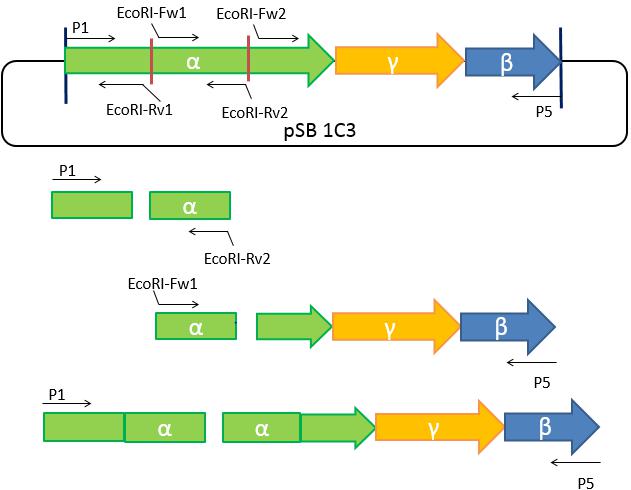 EcoRI-Fw1
EcoRI-Fw2
P1
α
γ
β
EcoRI-Rv1
EcoRI-Rv2
P5
pSB 1C3
P1
α
EcoRI-Rv2
EcoRI-Fw1
α
γ
β
P5
P1
α
α
γ
β
P5